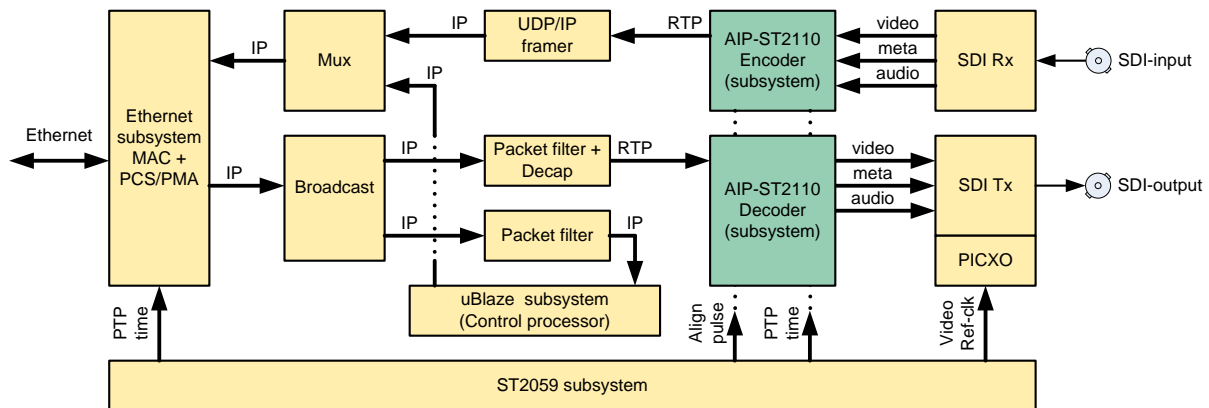 IP
IP
UDP/IP
framer
RTP
AIP-ST2110
Encoder
(subsystem)
video
meta
audio
SDI Rx
SDI-input
Mux
IP
Ethernet
Ethernet
subsystem
MAC +
PCS/PMA
IP
Broadcast
IP
Packet filter +
Decap
RTP
AIP-ST2110
Decoder
(subsystem)
video
meta
audio
SDI Tx
SDI-output
PICXO
IP
Packet filter
IP
uBlaze subsystem
(Control processor)
PTP
time
Align
pulse
PTP
time
Video
Ref-clk
ST2059 subsystem